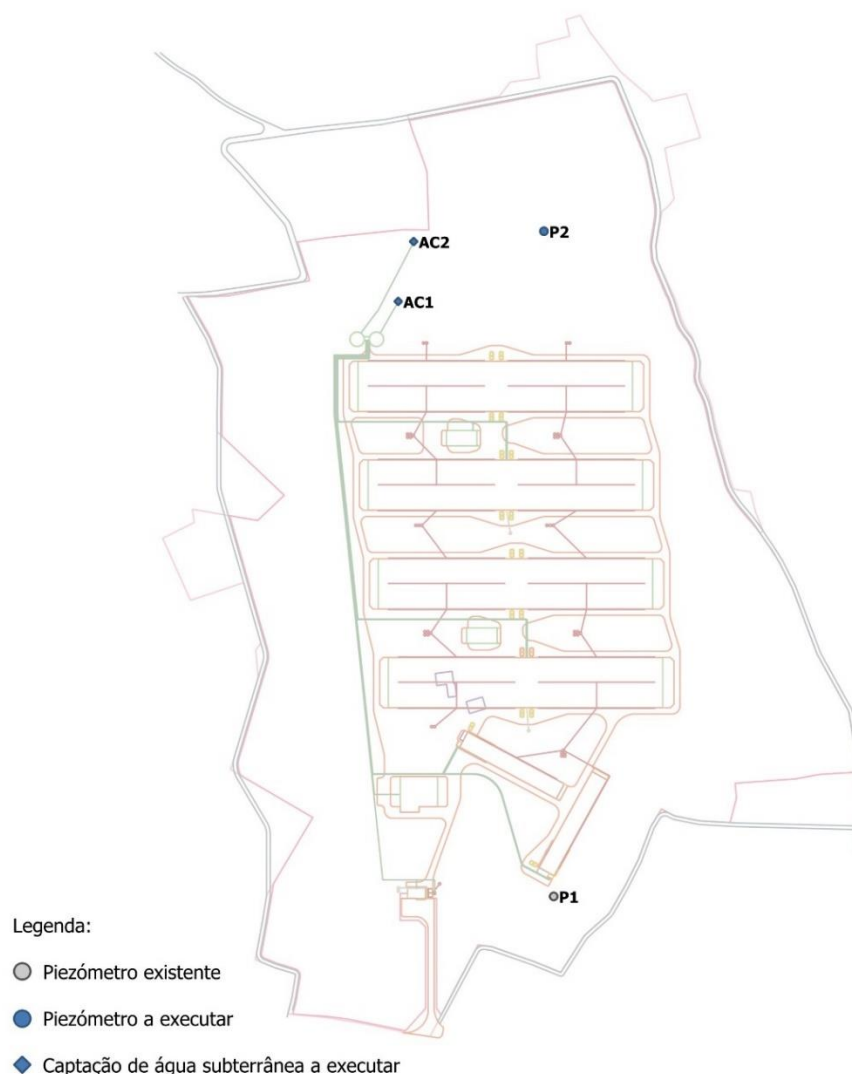 P2
AC2
AC1
P1
Legenda:
Piezómetro existente
Piezómetro a executar
Captação de água subterrânea a executar